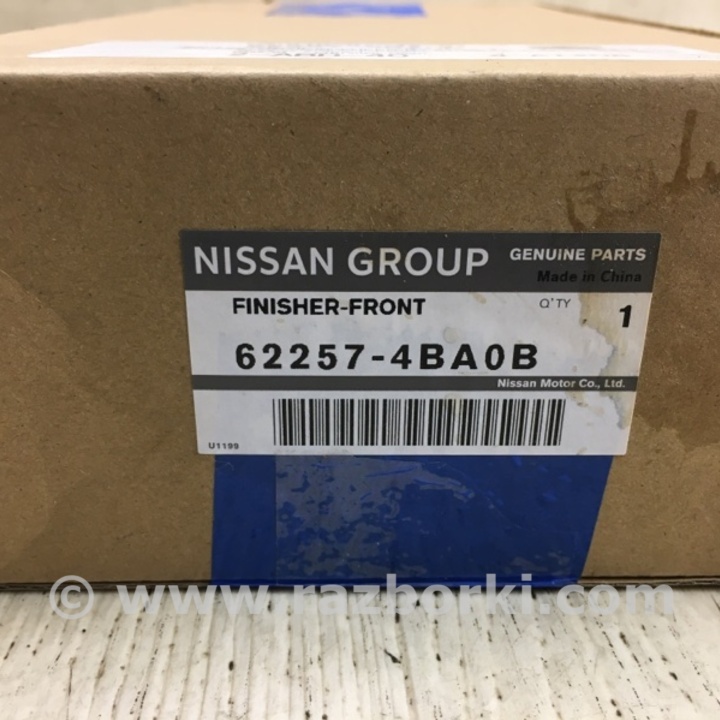 NISSAN GROUP GENUINE PARTS
Made in China
FINISHER-FRONT Q'TY 1
62257-4BA0B
Nissan Motor Co., Ltd.
U1199
© www.razborki.com